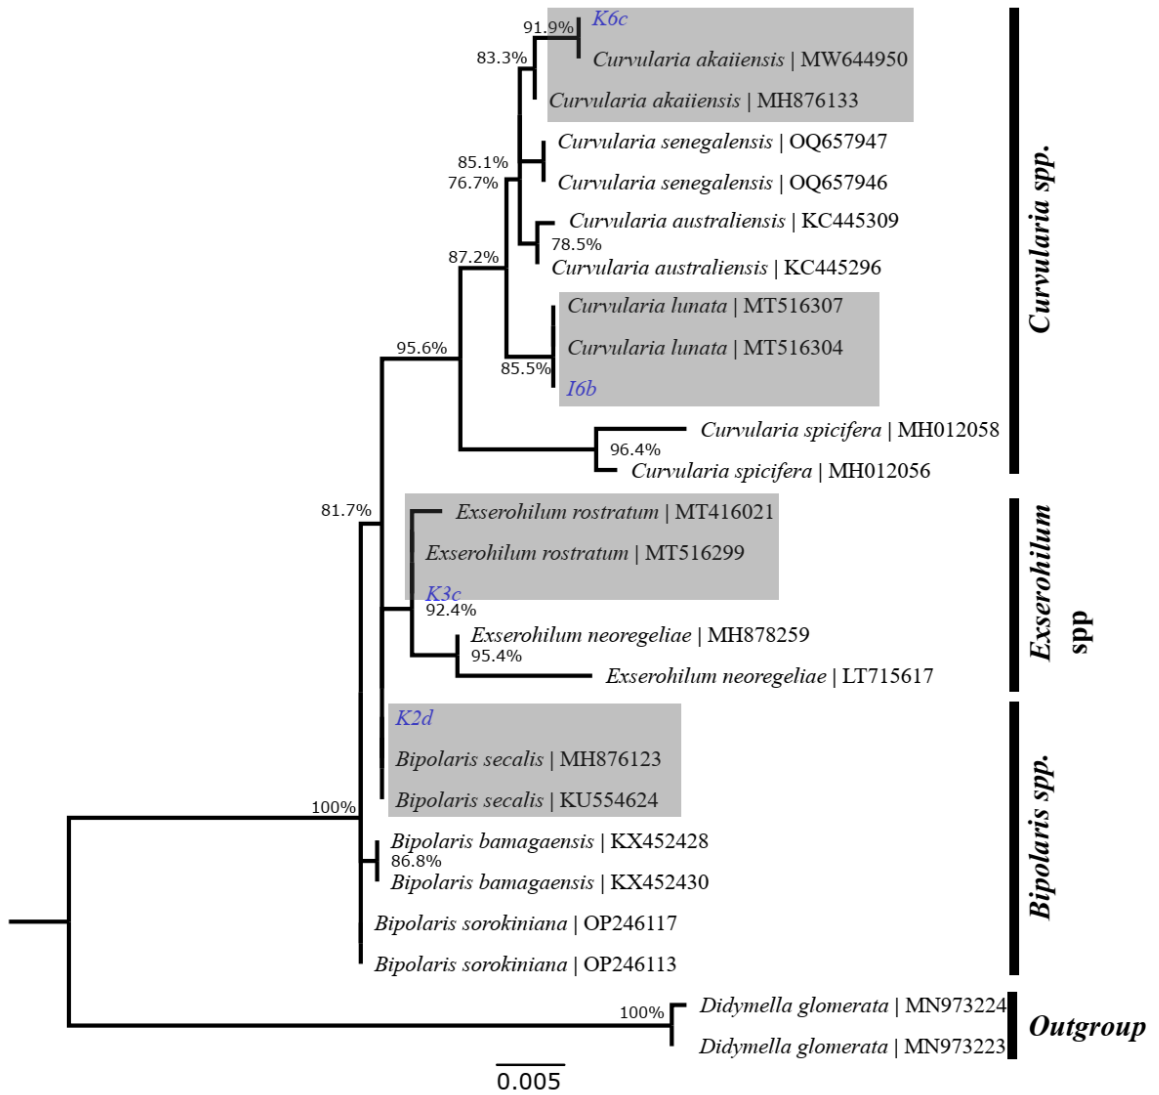 K6c
91.9%
83.3%
Curvularia akaiiensis | MW644950
Curvularia akaiiensis | MH876133
Curvularia senegalensis | OQ657947
85.1%
76.7%
Curvularia senegalensis | OQ657946
Curvularia australiensis | KC445309
78.5%
87.2%
Curvularia australiensis | KC445296
Curvularia lunata | MT516307
95.6%
Curvularia lunata | MT516304
85.5%
I6b
Curvularia spicifera | MH012058
96.4%
Curvularia spicifera | MH012056
Curvularia spp.
81.7%
Exserohilum rostratum | MT416021
Exserohilum rostratum | MT516299
K3c
92.4%
Exserohilum neoregeliae | MH878259
95.4%
Exserohilum neoregeliae | LT715617
Exserohilum
spp
K2d
Bipolaris secalis | MH876123
Bipolaris secalis | KU554624
100%
Bipolaris bamagaensis | KX452428
86.8%
Bipolaris bamagaensis | KX452430
Bipolaris sorokiniana | OP246117
Bipolaris sorokiniana | OP246113
Bipolaris spp.
Didymella glomerata | MN973224
100%
Didymella glomerata | MN973223
Outgroup
0.005